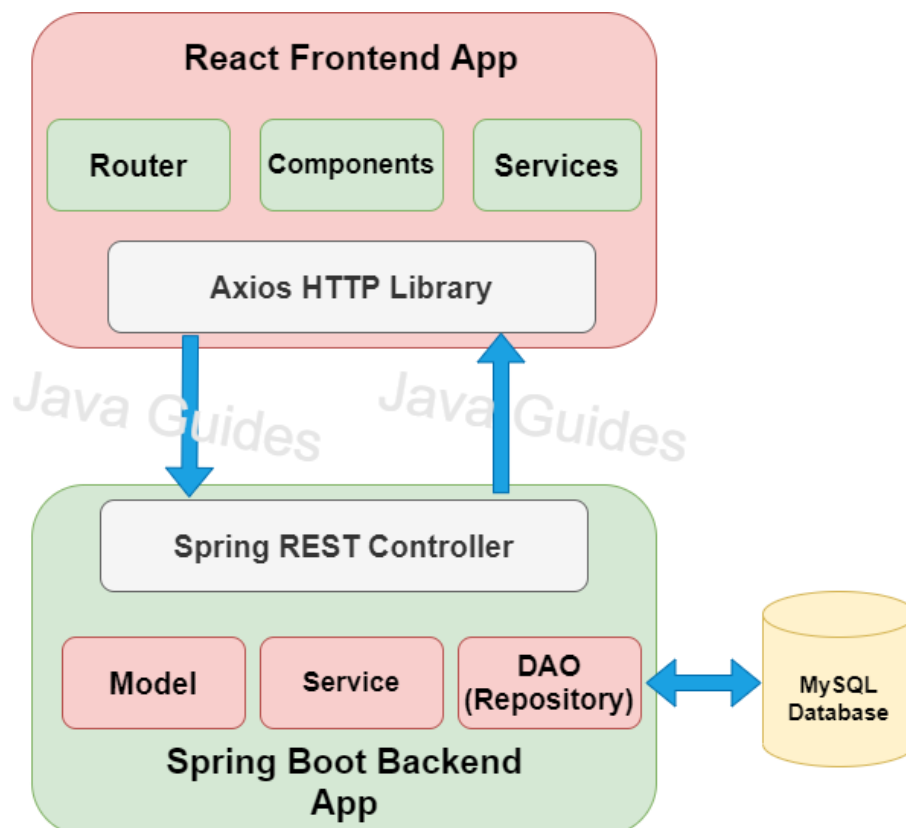 React Frontend App
Router
Components
Services
Axios HTTP Library
Java Guides
Java Guides
Spring REST Controller
Model
Service
DAO
(Repository)
MySQL
Database
Spring Boot Backend
App